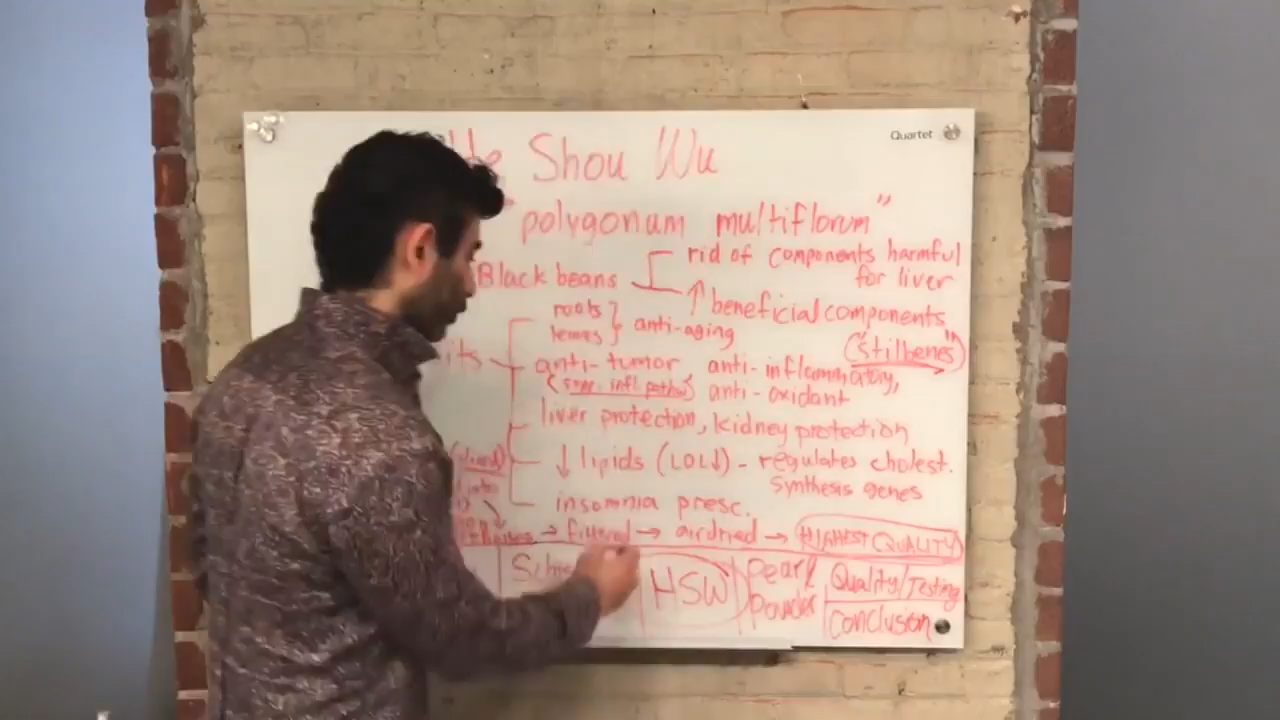 Quartet
He Shou Wu
polygonum multiflorum"
Black beans
rid of components harmful
for liver
↑ beneficial components
("stilbenes")
roots
leaves } anti-aging
anti-tumor anti-inflammatory,
anti-oxidant
liver protection, kidney protection
↓ lipids (LDL↓) - regulates cholest.
synthesis genes
insomnia presc.
→ filtered → airdried → HIGHEST QUALITY
HSW
pearl
powder
Quality/Testing
conclusion